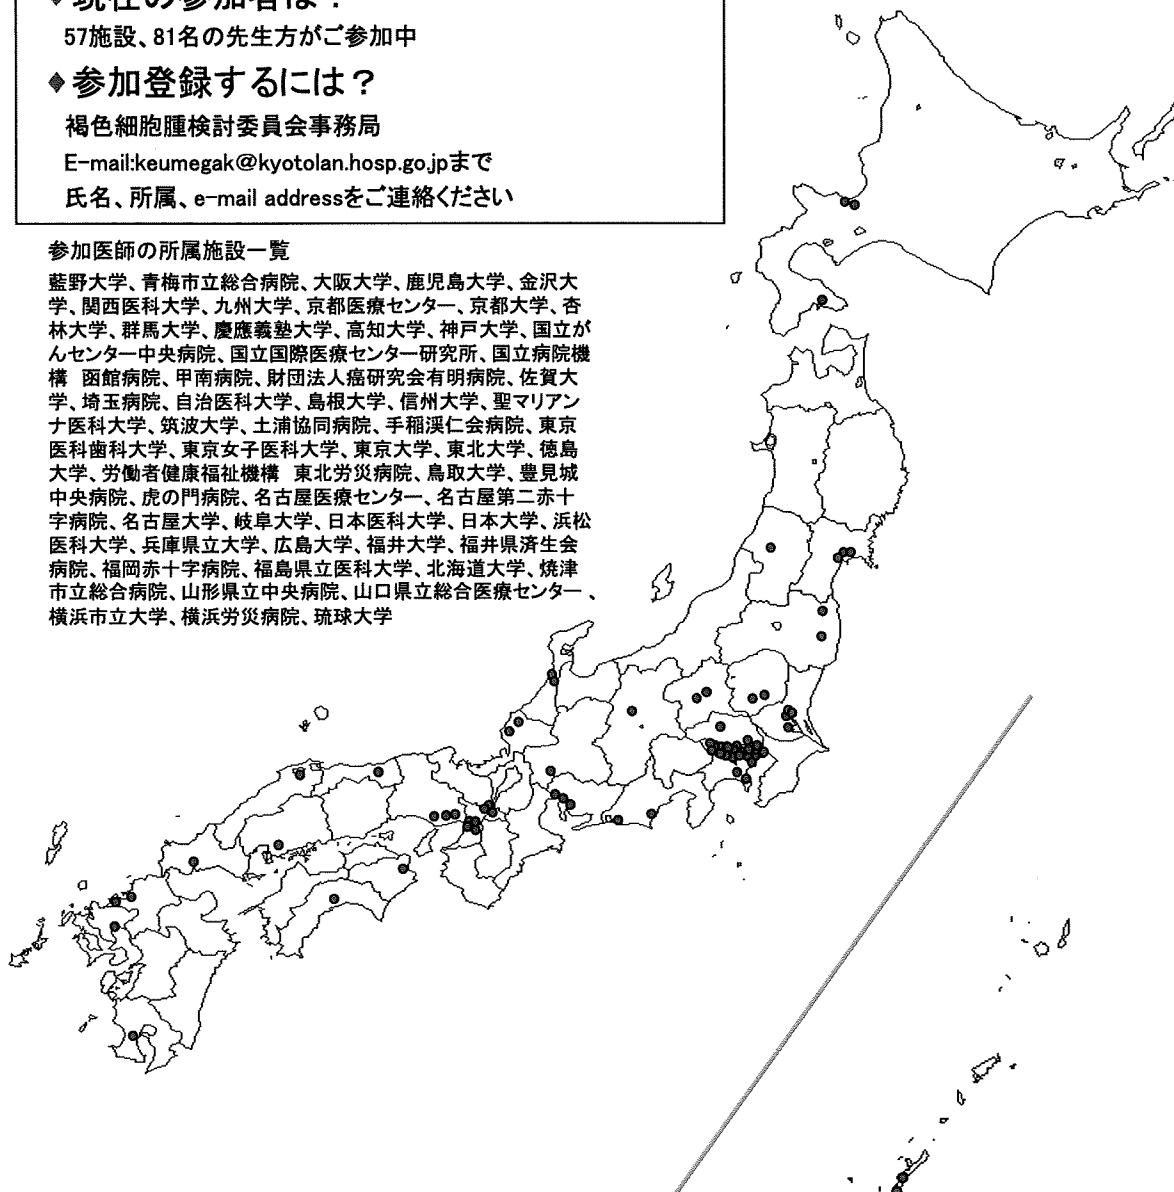 ◆現在の参加者は？
57施設、81名の先生方がご参加中
◆参加登録するには？
褐色細胞腫検討委員会事務局
E-mail:keumegak@kyotolan.hosp.go.jpまで
氏名、所属、e-mail addressをご連絡ください
参加医師の所属施設一覧
藍野大学、青梅市立総合病院、大阪大学、鹿児島大学、金沢大
学、関西医科大学、九州大学、京都医療センター、京都大学、杏
林大学、群馬大学、慶應義塾大学、高知大学、神戸大学、国立が
んセンター中央病院、国立国際医療センター研究所、国立病院機
構 函館病院、甲南病院、財団法人癌研究会有明病院、佐賀大
学、埼玉病院、自治医科大学、島根大学、信州大学、聖マリアン
ナ医科大学、筑波大学、土浦協同病院、手稲渓仁会病院、東京
医科歯科大学、東京女子医科大学、東京大学、東北大学、徳島
大学、労働者健康福祉機構 東北労災病院、鳥取大学、豊見城
中央病院、虎の門病院、名古屋医療センター、名古屋第二赤十
字病院、名古屋大学、岐阜大学、日本医科大学、日本大学、浜松
医科大学、兵庫県立大学、広島大学、福井大学、福井県済生会
病院、福岡赤十字病院、福島県立医科大学、北海道大学、焼津
市立総合病院、山形県立中央病院、山口県立総合医療センター、
横浜市立大学、横浜労災病院、琉球大学